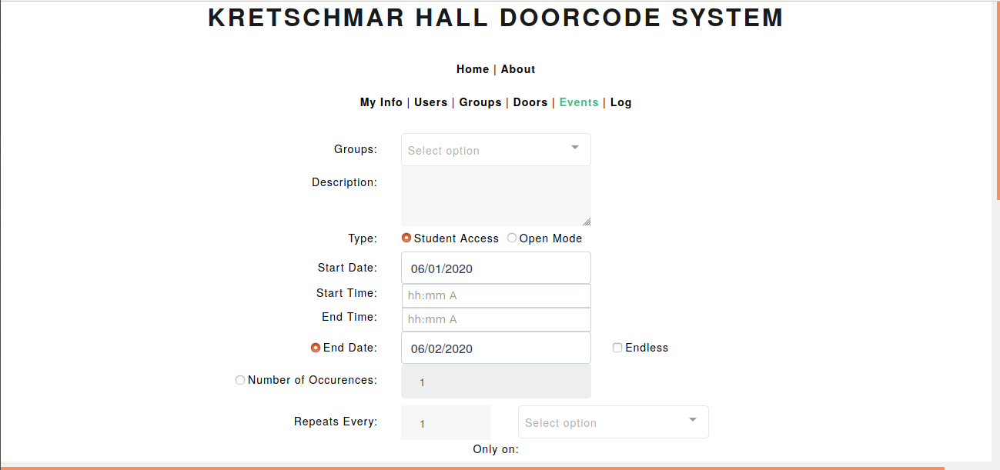 KRETSCHMAR HALL DOORCODE SYSTEM
Home | About
My Info | Users | Groups | Doors | Events | Log
Groups: Select option
Description:
Type: Student Access Open Mode
Start Date: 06/01/2020
Start Time: hh:mm A
End Time: hh:mm A
End Date: 06/02/2020 Endless
Number of Occurences: 1
Repeats Every: 1 Select option
Only on: